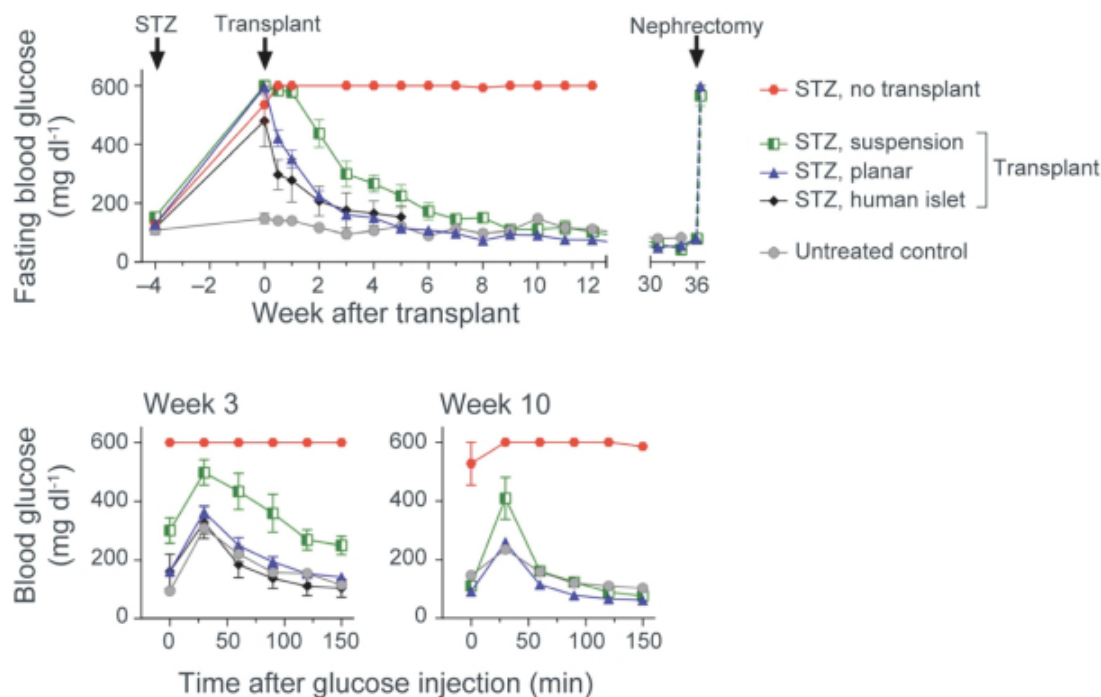 STZ
Transplant
Nephrectomy
600
400
200
0
Fasting blood glucose
(mg dl-1)
−4 −2 0 2 4 6 8 10 12 30 36
Week after transplant
STZ, no transplant
STZ, suspension
STZ, planar
STZ, human islet
Transplant
Untreated control
Week 3
600
400
200
0
Blood glucose
(mg dl-1)
0 50 100 150
Week 10
600
400
200
0
0 50 100 150
Time after glucose injection (min)